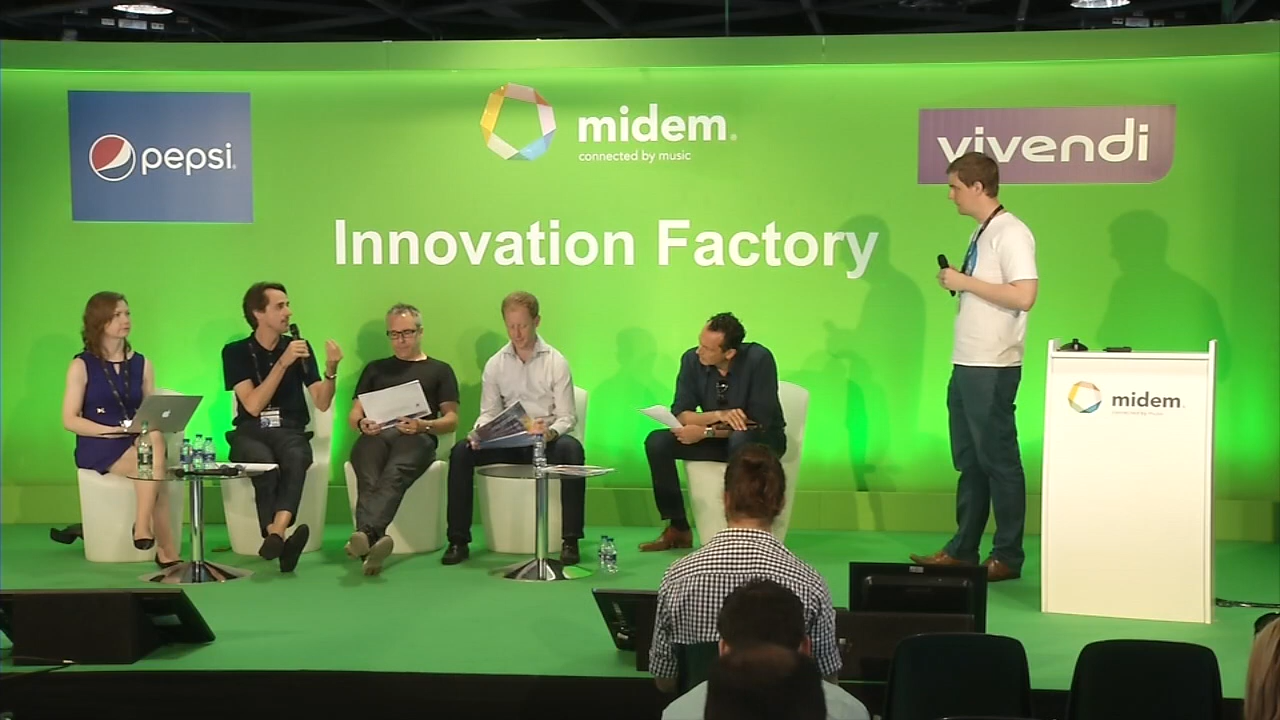 pepsi
midem.
connected by music
vivendi
Innovation Factory
midem.
connected by music